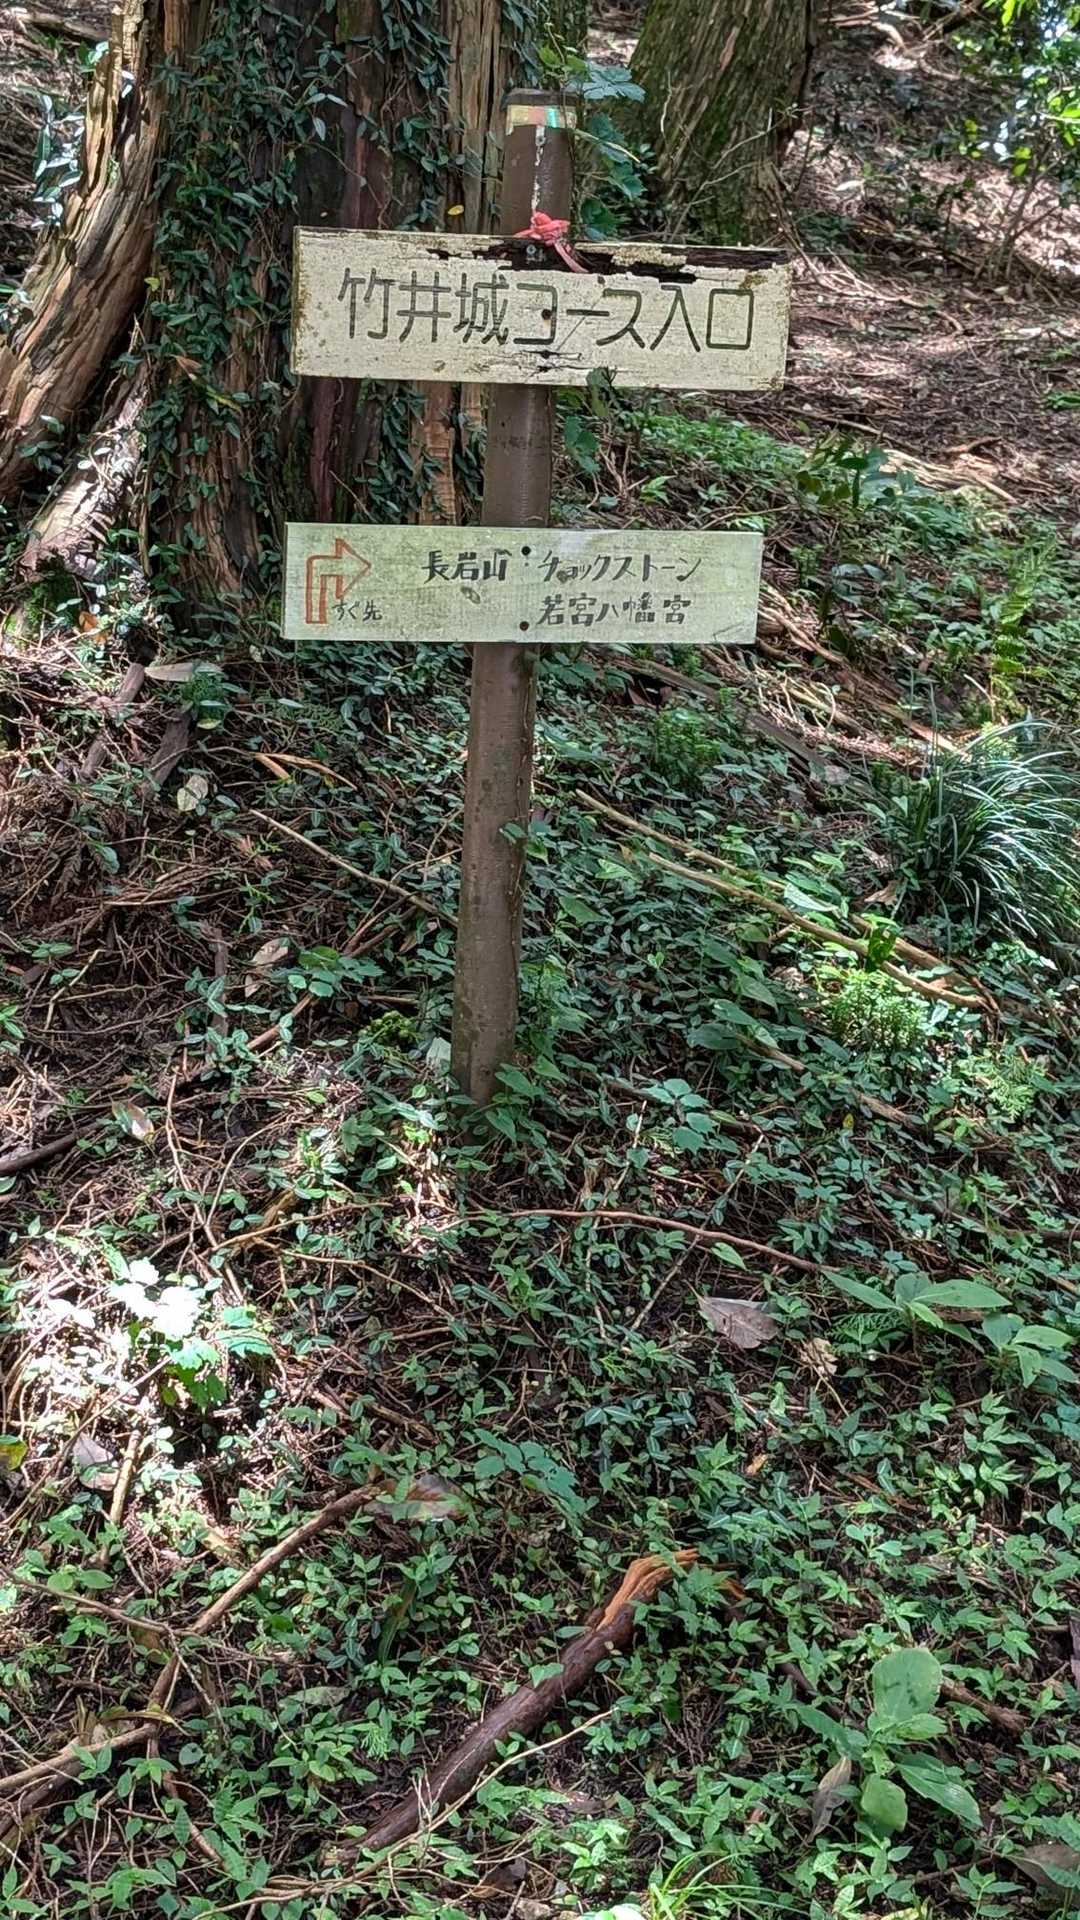 竹井城コース入口
長岩山・チョックストーン
若宮八幡宮
すぐ先